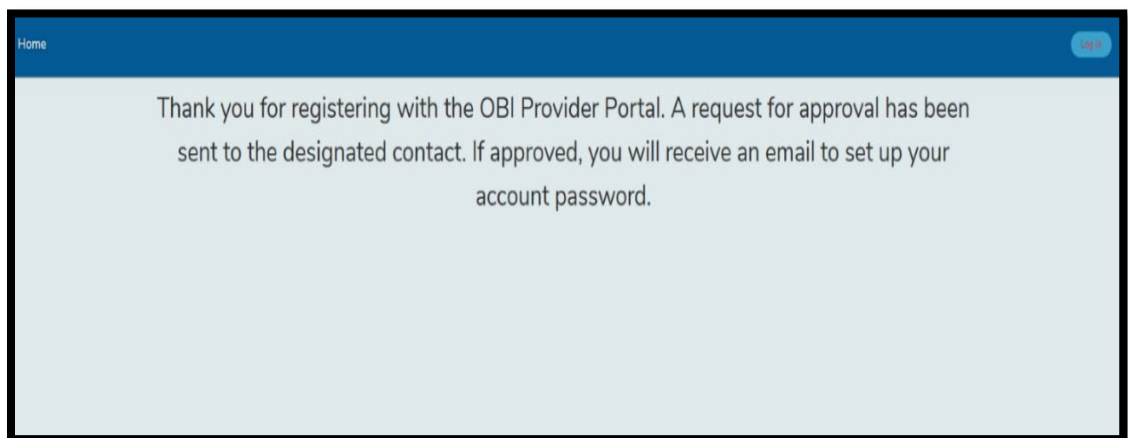 Home
Log in
Thank you for registering with the OBI Provider Portal. A request for approval has been
sent to the designated contact. If approved, you will receive an email to set up your
account password.